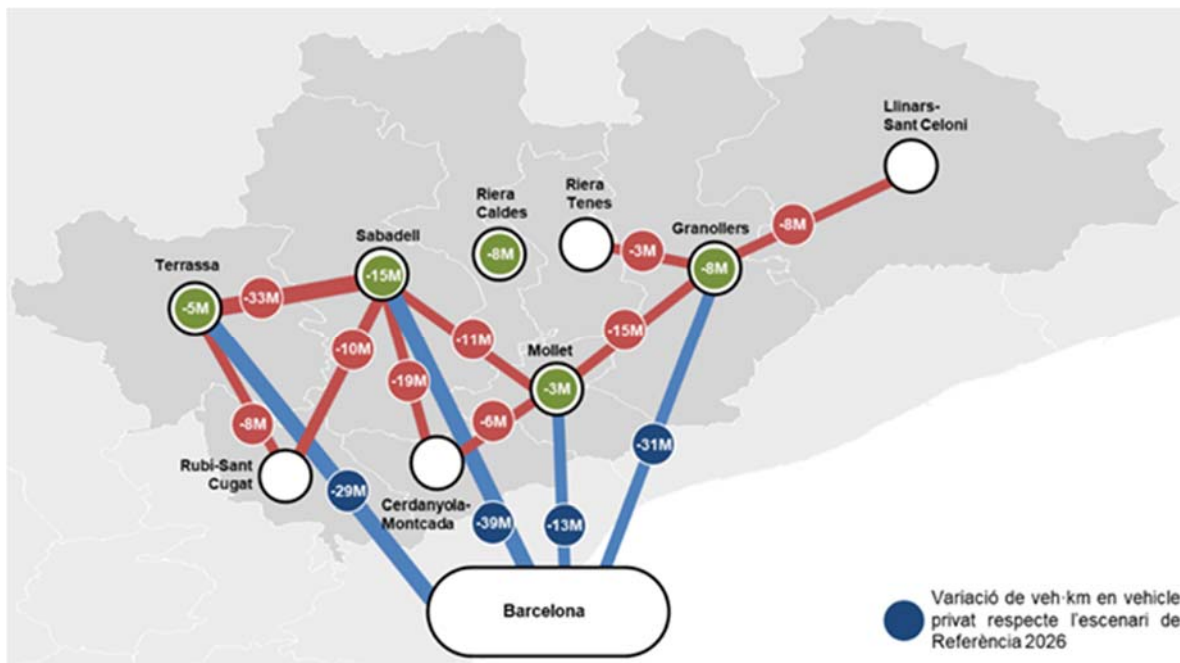 Llinars-
Sant Celoni
Riera
Caldes
Riera
Tenes
Granollers
Sabadell
Terrassa
-8M
-3M
-8M
-8M
-15M
-5M
-33M
-15M
-10M
-11M
Mollet
-19M
-3M
-8M
-6M
-31M
Rubí-Sant
Cugat
-29M
Cerdanyola-
Montcada
-39M
-13M
Barcelona
Variació de veh·km en vehicle
privat respecte l'escenari de
Referència 2026